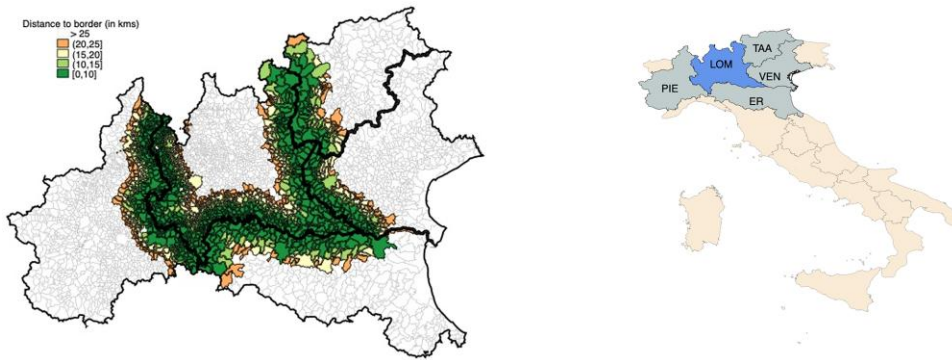 Distance to border (in kms)
> 25
(20,25]
(15,20]
(10,15]
[0,10]
TAA
LOM
VEN
PIE
ER